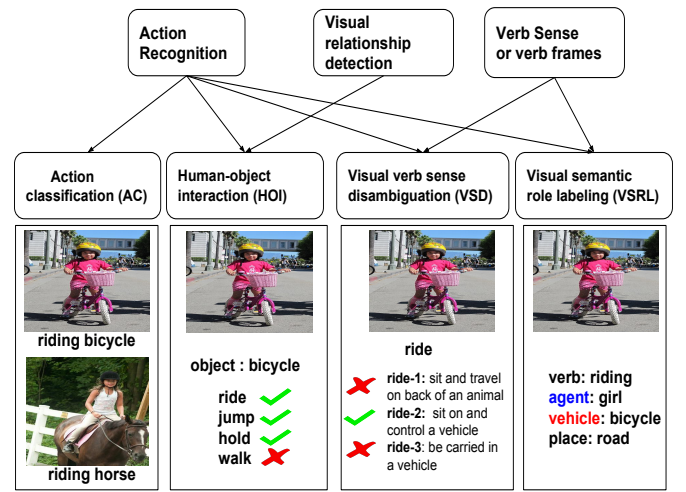 Action
Recognition
Visual
relationship
detection
Verb Sense
or verb frames
Action
classification (AC)
Human-object
interaction (HOI)
Visual verb sense
disambiguation (VSD)
Visual semantic
role labeling (VSRL)
riding bicycle
riding horse
object : bicycle
ride
jump
hold
walk
ride
ride-1: sit and travel
on back of an animal
ride-2: sit on and
control a vehicle
ride-3: be carried in
a vehicle
verb: riding
agent: girl
vehicle: bicycle
place: road